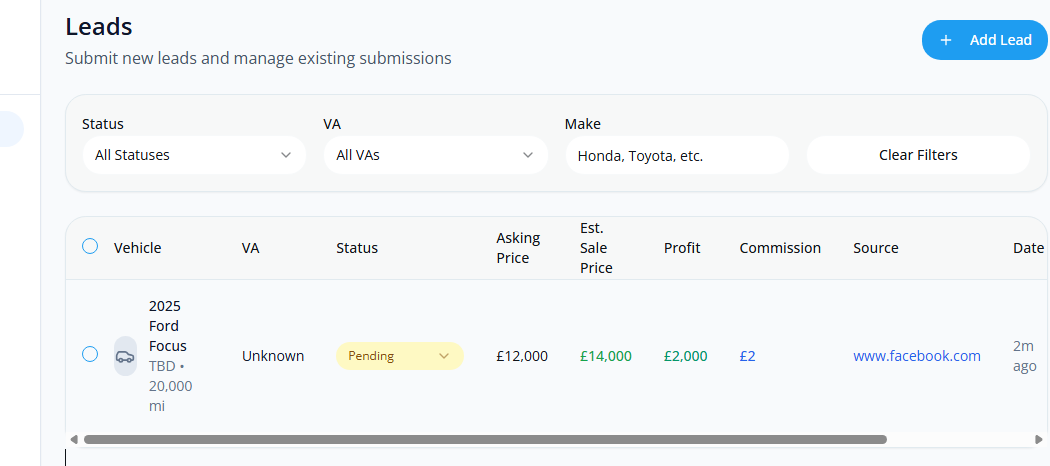 Leads
Submit new leads and manage existing submissions
+ Add Lead
Status
VA
Make
All Statuses
All VAs
Honda, Toyota, etc.
Clear Filters
Vehicle
VA
Status
Asking
Price
Est.
Sale
Price
Profit
Commission
Source
Date
2025
Ford
Focus
TBD •
20,000
mi
Unknown
Pending
£12,000
£14,000
£2,000
£2
www.facebook.com
2m
ago